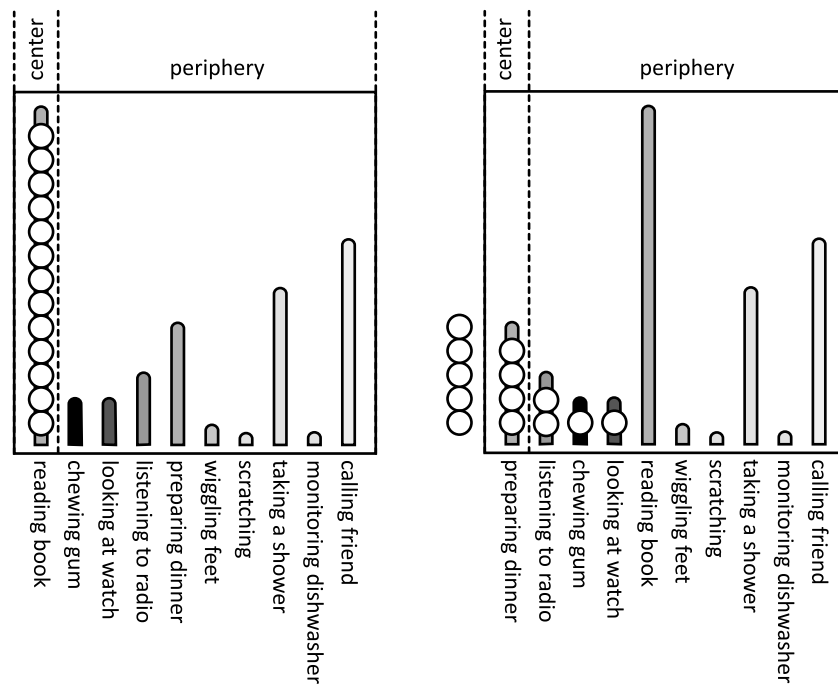 center
periphery
reading book
chewing gum
looking at watch
listening to radio
preparing dinner
wiggling feet
scratching
taking a shower
monitoring dishwasher
calling friend
center
periphery
preparing dinner
listening to radio
chewing gum
looking at watch
reading book
wiggling feet
scratching
taking a shower
monitoring dishwasher
calling friend